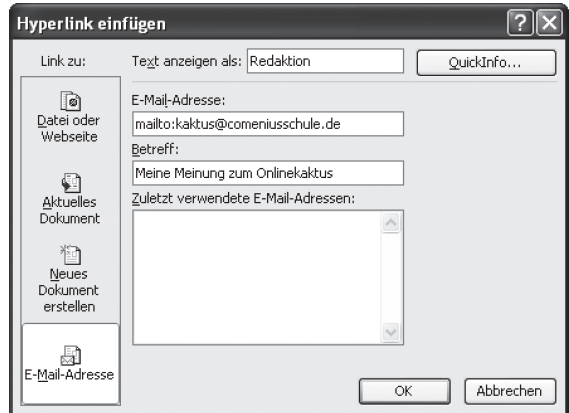 Hyperlink einfügen
Link zu:
Text anzeigen als: Redaktion
QuickInfo...
Datei oder
Webseite
Aktuelles
Dokument
Neues
Dokument
erstellen
E-Mail-Adresse
E-Mail-Adresse:
mailto:kaktus@comeniusschule.de
Betreff:
Meine Meinung zum Onlinekaktus
Zuletzt verwendete E-Mail-Adressen:
OK
Abbrechen